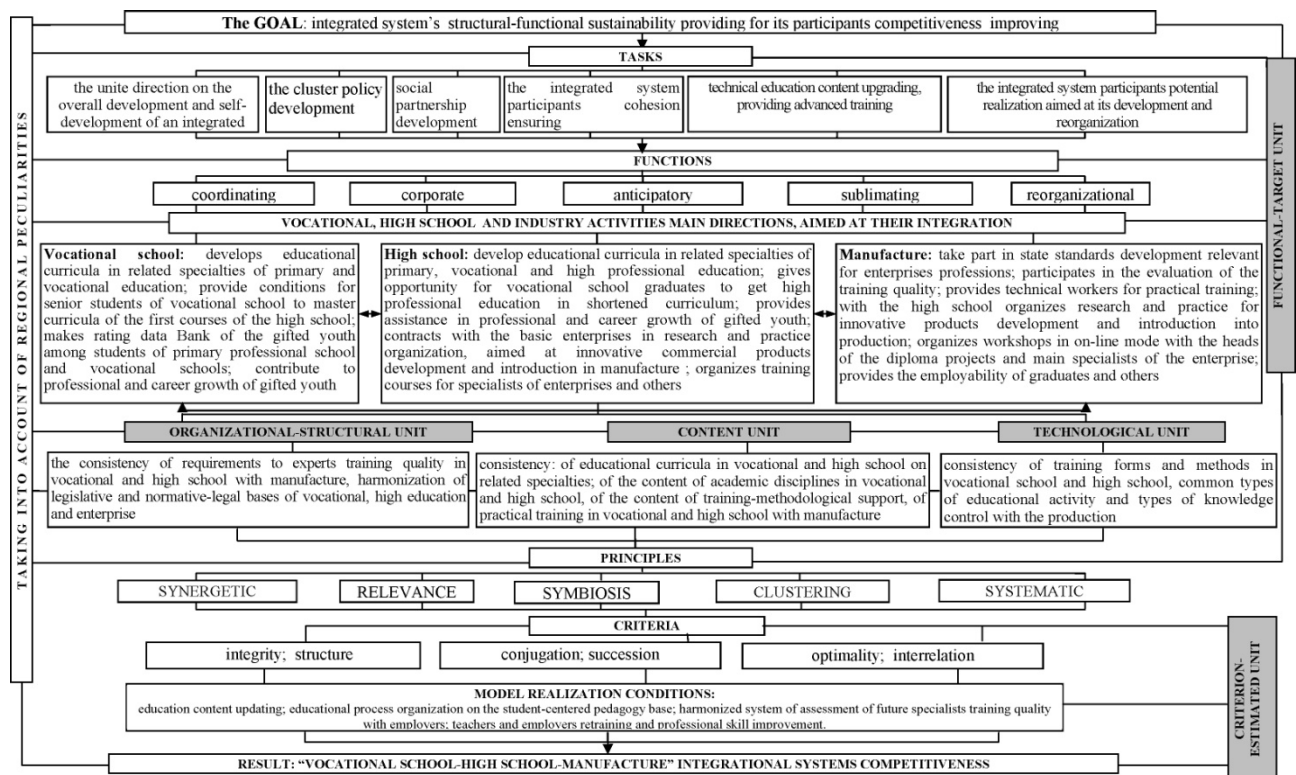 The GOAL: integrated system's structural-functional sustainability providing for its participants competitiveness improving
TASKS
the unite direction on the
overall development and self-
development of an integrated
the cluster policy
development
social
partnership
development
the integrated system
participants cohesion
ensuring
technical education content upgrading,
providing advanced training
the integrated system participants potential
realization aimed at its development and
reorganization
FUNCTIONS
coordinating
corporate
anticipatory
sublimating
reorganizational
VOCATIONAL, HIGH SCHOOL AND INDUSTRY ACTIVITIES MAIN DIRECTIONS, AIMED AT THEIR INTEGRATION
Vocational school: develops educational
curricula in related specialties of primary and
vocational education; provide conditions for
senior students of vocational school to master
curricula of the first courses of the high school;
makes rating data Bank of the gifted youth
among students of primary professional school
and vocational schools; contribute to
professional and career growth of gifted youth
High school: develop educational curricula in related specialties of
primary, vocational and high professional education; gives
opportunity for vocational school graduates to get high
professional education in shortened curriculum; provides
assistance in professional and career growth of gifted youth;
contracts with the basic enterprises in research and practice
organization, aimed at innovative commercial products
development and introduction in manufacture ; organizes training
courses for specialists of enterprises and others
Manufacture: take part in state standards development relevant
for enterprises professions; participates in the evaluation of the
training quality; provides technical workers for practical training;
with the high school organizes research and practice for
innovative products development and introduction into
production; organizes workshops in on-line mode with the heads
of the diploma projects and main specialists of the enterprise;
provides the employability of graduates and others
ORGANIZATIONAL-STRUCTURAL UNIT
CONTENT UNIT
TECHNOLOGICAL UNIT
the consistency of requirements to experts training quality in
vocational and high school with manufacture, harmonization of
legislative and normative-legal bases of vocational, high education
and enterprise
consistency: of educational curricula in vocational and high school on
related specialties; of the content of academic disciplines in vocational
and high school, of the content of training-methodological support, of
practical training in vocational and high school with manufacture
consistency of training forms and methods in
vocational school and high school, common types
of educational activity and types of knowledge
control with the production
PRINCIPLES
SYNERGETIC
RELEVANCE
SYMBIOSIS
CLUSTERING
SYSTEMATIC
CRITERIA
integrity; structure
conjugation; succession
optimality; interrelation
MODEL REALIZATION CONDITIONS:
education content updating; educational process organization on the student-centered pedagogy base; harmonized system of assessment of future specialists training quality
with employers; teachers and employers retraining and professional skill improvement.
RESULT: "VOCATIONAL SCHOOL-HIGH SCHOOL-MANUFACTURE" INTEGRATIONAL SYSTEMS COMPETITIVENESS
TAKING INTO ACCOUNT OF REGIONAL PECULIARITIES
FUNCTIONAL-TARGET UNIT
CRITERION-
ESTIMATED UNIT